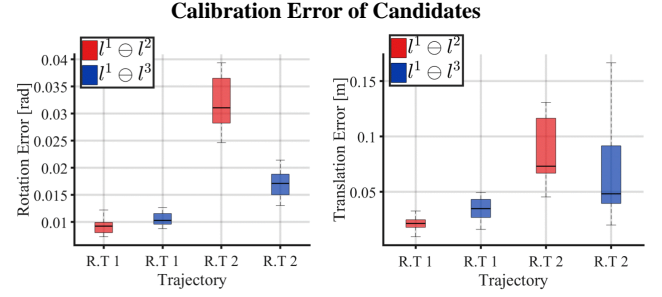 Calibration Error of Candidates
l¹ ⊖ l²
l¹ ⊖ l³
Rotation Error [rad]
0.04
0.035
0.03
0.025
0.02
0.015
0.01
R.T 1 R.T 1 R.T 2 R.T 2
Trajectory
l¹ ⊖ l²
l¹ ⊖ l³
Translation Error [m]
0.15
0.1
0.05
R.T 1 R.T 1 R.T 2 R.T 2
Trajectory